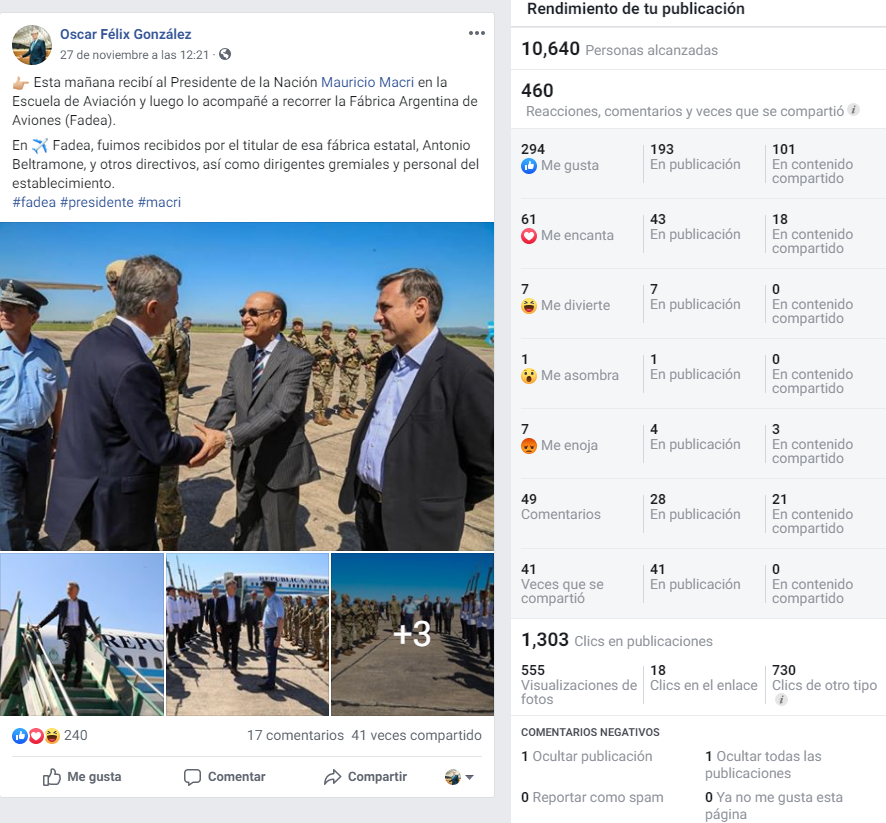 Oscar Félix González
27 de noviembre a las 12:21 ·
👉 Esta mañana recibí al Presidente de la Nación Mauricio Macri en la
Escuela de Aviación y luego lo acompañé a recorrer la Fábrica Argentina de
Aviones (Fadea).
En ✈️ Fadea, fuimos recibidos por el titular de esa fábrica estatal, Antonio
Beltramone, y otros directivos, así como dirigentes gremiales y personal del
establecimiento.
#fadea #presidente #macri
REPU
REPUBLICA ARGE
+3
240
17 comentarios 41 veces compartido
Me gusta
Comentar
Compartir
Rendimiento de tu publicación
10,640 Personas alcanzadas
460
Reacciones, comentarios y veces que se compartió
294
Me gusta
193
En publicación
101
En contenido
compartido
61
Me encanta
43
En publicación
18
En contenido
compartido
7
Me divierte
7
En publicación
0
En contenido
compartido
1
Me asombra
1
En publicación
0
En contenido
compartido
7
Me enoja
4
En publicación
3
En contenido
compartido
49
Comentarios
28
En publicación
21
En contenido
compartido
41
Veces que se
compartió
41
En publicación
0
En contenido
compartido
1,303 Clics en publicaciones
555
Visualizaciones de
fotos
18
Clics en el enlace
730
Clics de otro tipo
COMENTARIOS NEGATIVOS
1 Ocultar publicación
1 Ocultar todas las
publicaciones
0 Reportar como spam
0 Ya no me gusta esta
página